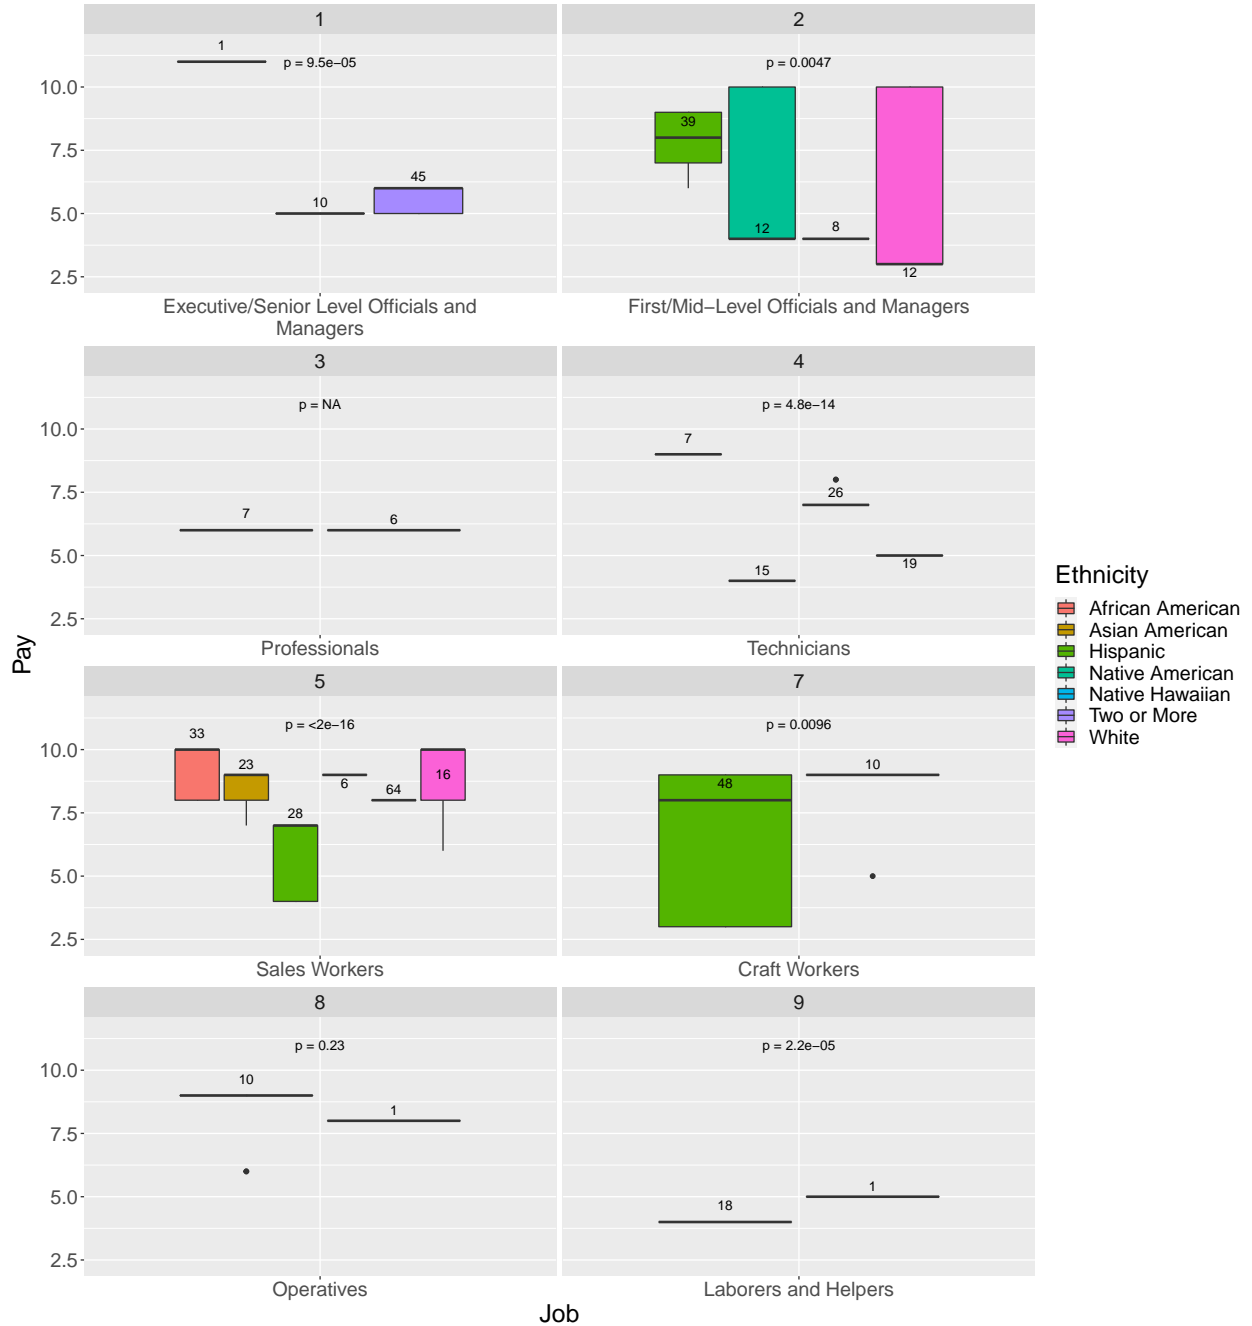 1
2
1
p = 9.5e−05
10
45
p = 0.0047
39
12
8
12
10.0
7.5
5.0
2.5
Executive/Senior Level Officials and
Managers
First/Mid−Level Officials and Managers
3
4
p = NA
7
6
p = 4.8e−14
7
15
26
19
10.0
7.5
5.0
2.5
Professionals
Technicians
5
7
p = <2e−16
33
23
28
6
64
16
p = 0.0096
48
10
10.0
7.5
5.0
2.5
Sales Workers
Craft Workers
8
9
p = 0.23
10
1
p = 2.2e−05
18
1
10.0
7.5
5.0
2.5
Operatives
Laborers and Helpers
Job
Pay
Ethnicity
African American
Asian American
Hispanic
Native American
Native Hawaiian
Two or More
White